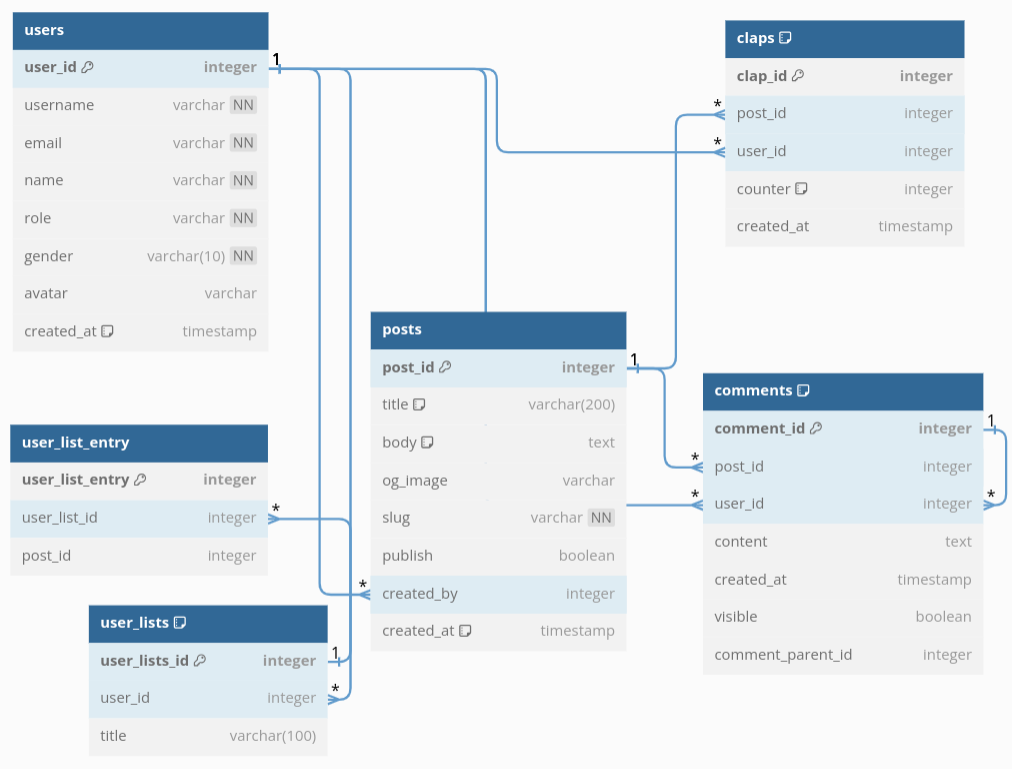 users
user_id integer
username varchar NN
email varchar NN
name varchar NN
role varchar NN
gender varchar(10) NN
avatar varchar
created_at timestamp
1
claps
clap_id integer
* post_id integer
* user_id integer
counter integer
created_at timestamp
posts
post_id integer
title varchar(200)
body text
og_image varchar
slug varchar NN
publish boolean
* created_by integer
created_at timestamp
1
comments
comment_id integer 1
* post_id integer
* user_id integer *
content text
created_at timestamp
visible boolean
comment_parent_id integer
user_list_entry
user_list_entry integer
user_list_id integer *
post_id integer
user_lists
user_lists_id integer 1
user_id integer *
title varchar(100)